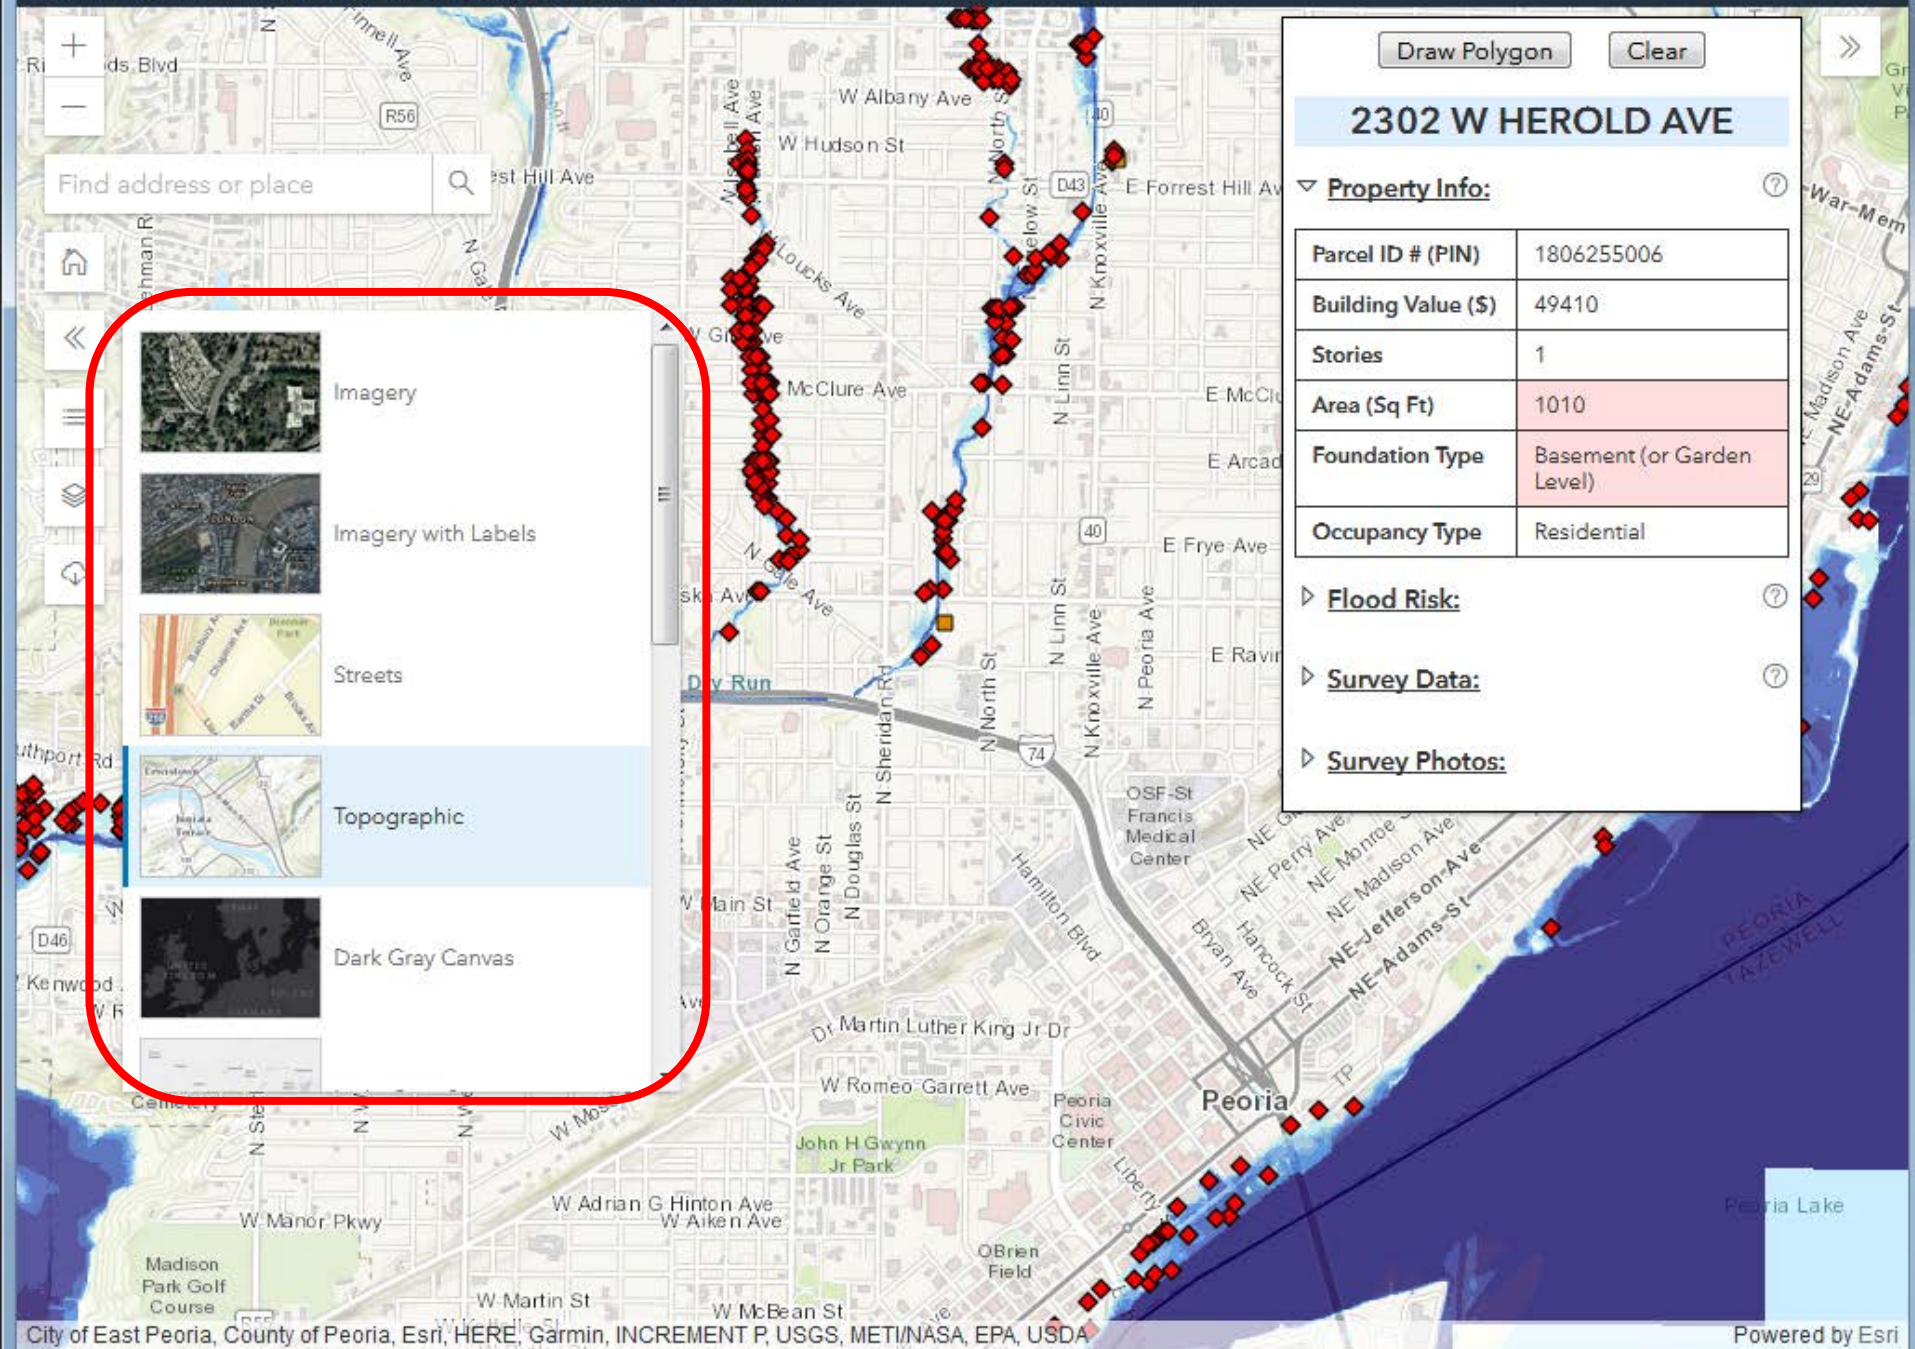 Draw Polygon
Clear
2302 W HEROLD AVE
Property Info:
Parcel ID # (PIN) 1806255006
Building Value ($) 49410
Stories 1
Area (Sq Ft) 1010
Foundation Type Basement (or Garden Level)
Occupancy Type Residential
Flood Risk:
Survey Data:
Survey Photos:
Find address or place
Imagery
Imagery with Labels
Streets
Topographic
Dark Gray Canvas
R56
W Albany Ave
W Hudson St
40
D43
E Forrest Hill Av
N Knoxville Ave
Loucks Ave
McClure Ave
N Linn St
40
E Frye Ave
N Gale Ave
N Linn St
N Knoxville Ave
N Peoria Ave
N North St
N Sheridan Rd
Dry Run
74
OSF-St
Francis
Medical
Center
N Garfield Ave
N Orange St
N Douglas St
W Main St
Hamilton Blvd
Bryan Ave
Hancock St
NE Perry Ave
NE Madison Ave
NE-Jefferson-Ave
NE-Adams-St
NE-Adams-St
29
D46
PEORIA
TAZEWELL
Dr Martin Luther King Jr Dr
W Romeo Garrett Ave
Peoria
Civic
Center
Peoria
John H Gwynn
Jr Park
Liberty
W Adrian G Hinton Ave
W Aiken Ave
W Manor Pkwy
OBrien
Field
Peoria Lake
Madison
Park Golf
Course
W Martin St
W McBean St
City of East Peoria, County of Peoria, Esri, HERE, Garmin, INCREMENT P, USGS, METI/NASA, EPA, USDA
Powered by Esri